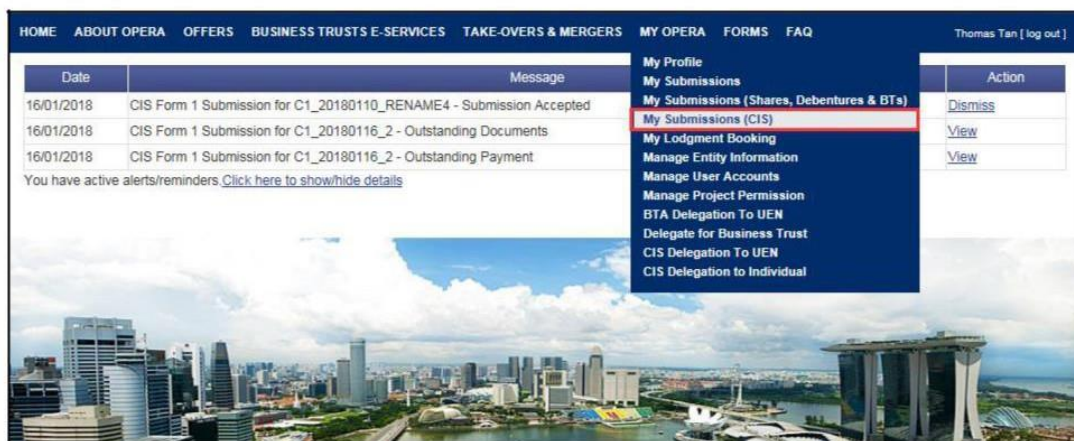 HOME ABOUT OPERA OFFERS BUSINESS TRUSTS E-SERVICES TAKE-OVERS & MERGERS MY OPERA FORMS FAQ Thomas Tan [ log out ]
Date Message Action
16/01/2018 CIS Form 1 Submission for C1_20180110_RENAME4 - Submission Accepted Dismiss
16/01/2018 CIS Form 1 Submission for C1_20180116_2 - Outstanding Documents View
16/01/2018 CIS Form 1 Submission for C1_20180116_2 - Outstanding Payment View
You have active alerts/reminders.Click here to show/hide details
My Profile
My Submissions
My Submissions (Shares, Debentures & BTs)
My Submissions (CIS)
My Lodgment Booking
Manage Entity Information
Manage User Accounts
Manage Project Permission
BTA Delegation To UEN
Delegate for Business Trust
CIS Delegation To UEN
CIS Delegation to Individual